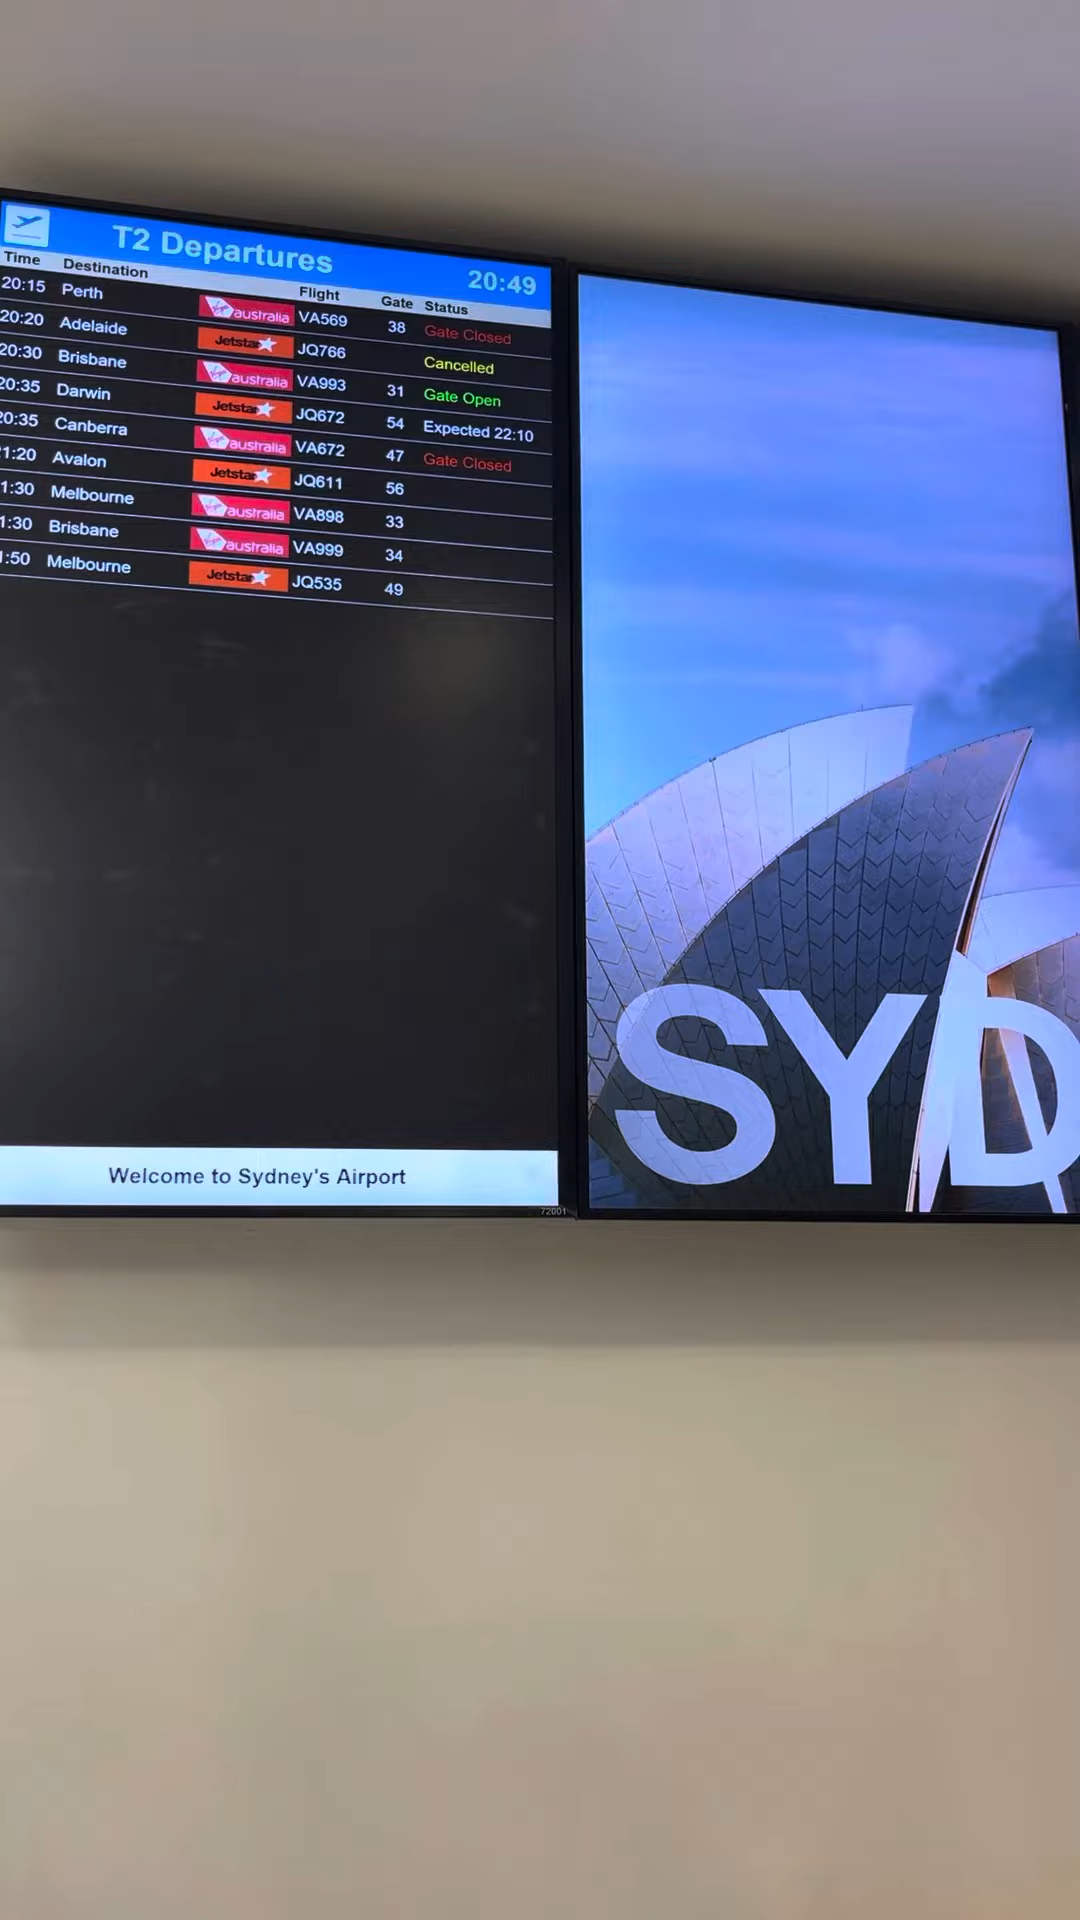 T2 Departures 20:49
Time Destination Flight Gate Status
20:15 Perth australia VA569 38 Gate Closed
20:20 Adelaide Jetstar JQ766 Cancelled
20:30 Brisbane australia VA993 31 Gate Open
20:35 Darwin Jetstar JQ672 54 Expected 22:10
20:35 Canberra australia VA672 47 Gate Closed
1:20 Avalon Jetstar JQ611 56
1:30 Melbourne australia VA898 33
1:30 Brisbane australia VA999 34
:50 Melbourne Jetstar JQ535 49
Welcome to Sydney's Airport
72001
SYD